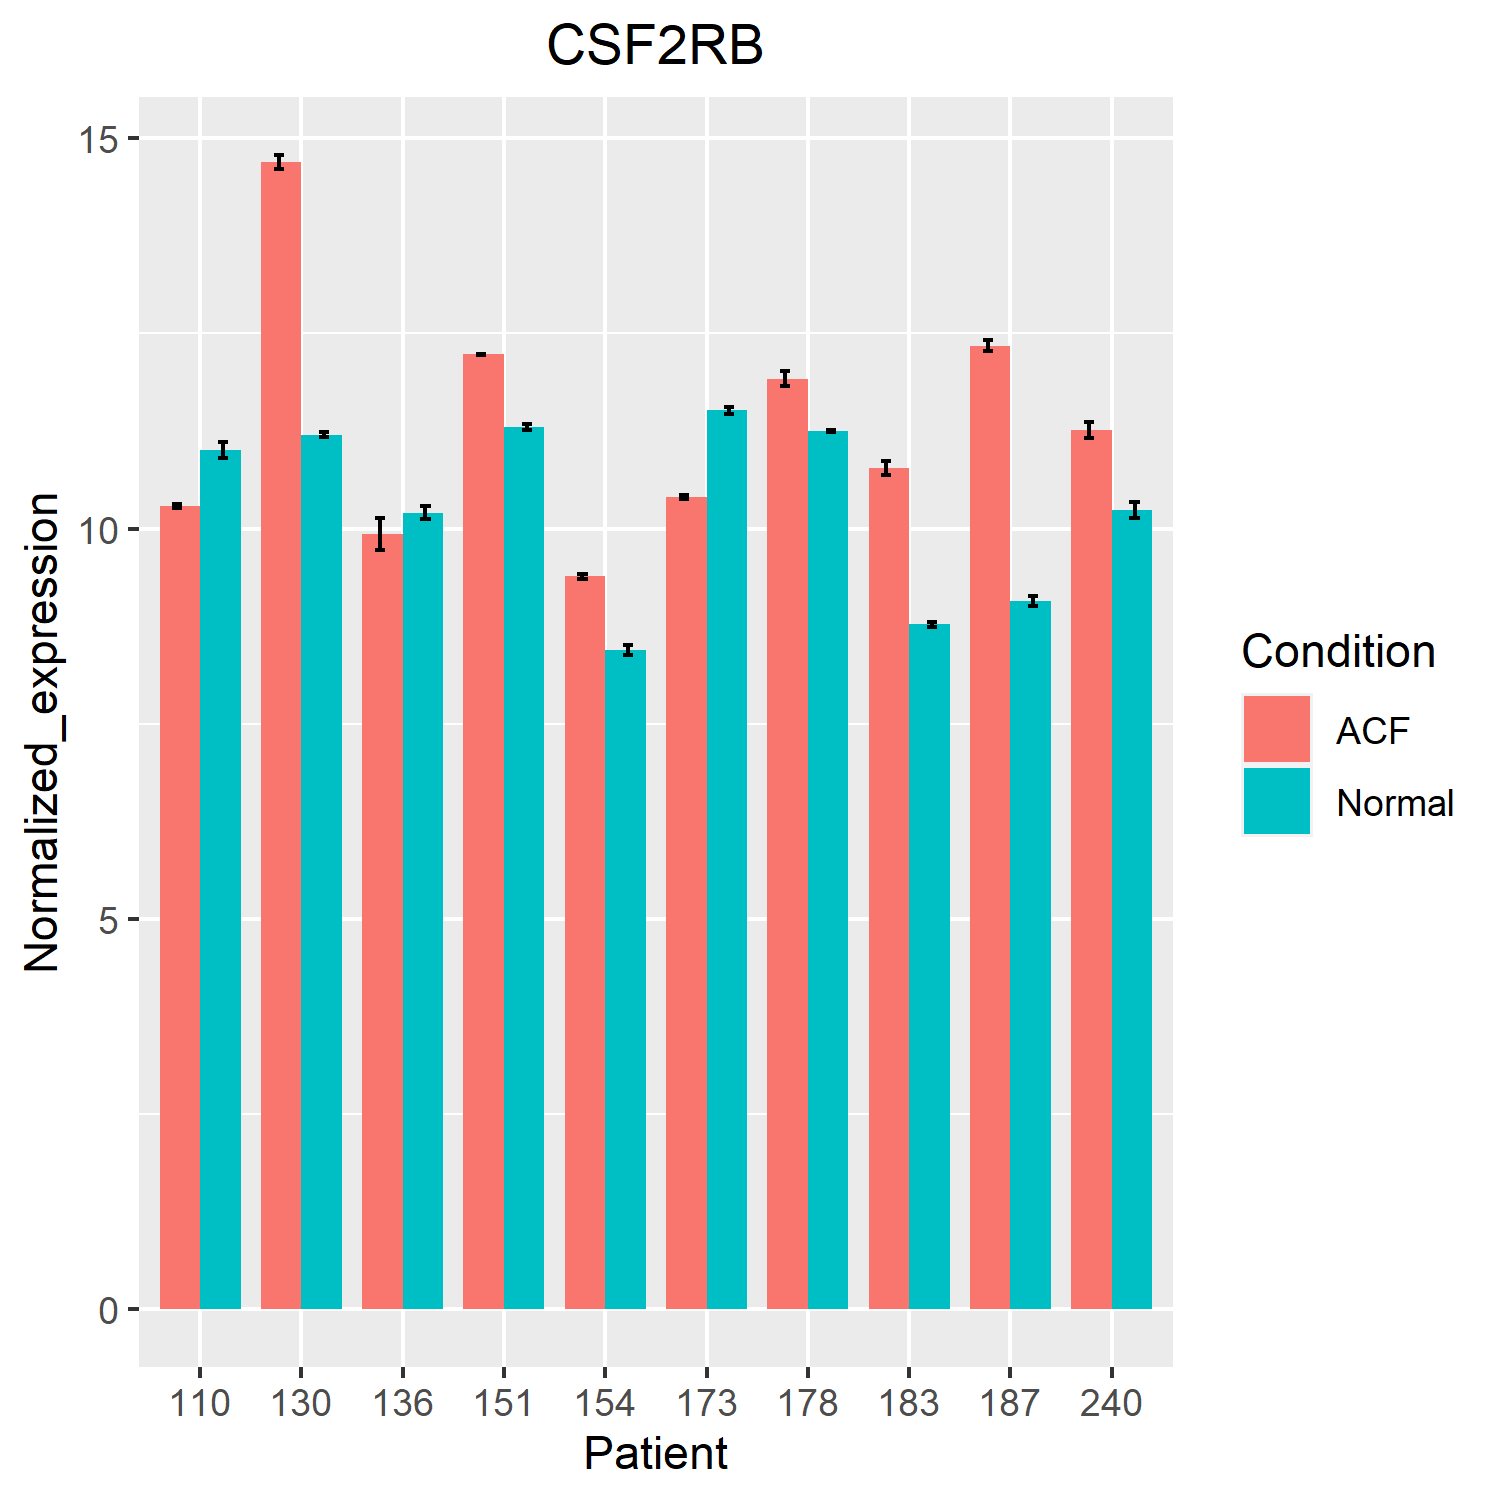 CSF2RB
15
10
5
0
Normalized_expression
110 130 136 151 154 173 178 183 187 240
Patient
Condition
ACF
Normal